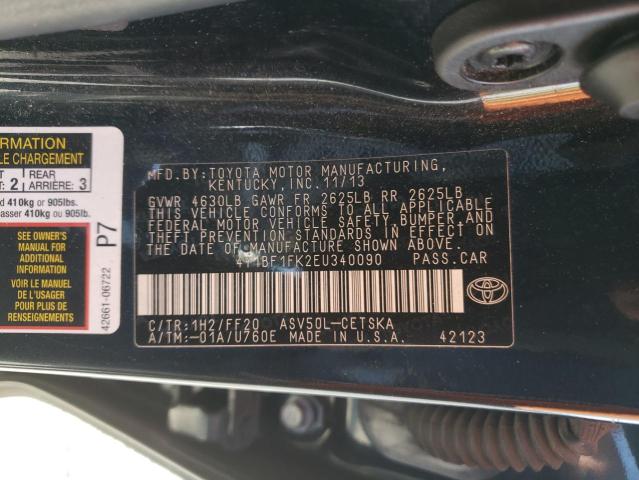 ORMATION
LE CHARGEMENT
T 2 REAR ARRIÈRE: 3
410kg or 905lbs.
asser 410kg ou 905lb.
SEE OWNER'S
MANUAL FOR
ADDITIONAL
INFORMATION
VOIR LE MANUEL
DE L'USAGER
POUR PLUS DE
RENSEIGNEMENTS
P7
42661-06722
MFD.BY:TOYOTA MOTOR MANUFACTURING,
KENTUCKY, INC. 11/13
GVWR 4630LB GAWR FR 2625LB RR 2625LB
THIS VEHICLE CONFORMS TO ALL APPLICABLE
FEDERAL MOTOR VEHICLE SAFETY, BUMPER, AND
THEFT PREVENTION STANDARDS IN EFFECT ON
THE DATE OF MANUFACTURE SHOWN ABOVE.
4T1BF1FK2EU340090 PASS.CAR
C/TR:1H2/FF20 ASV50L-CETSKA
A/TM:-01A/U760E MADE IN U.S.A. 42123
TOYOTA